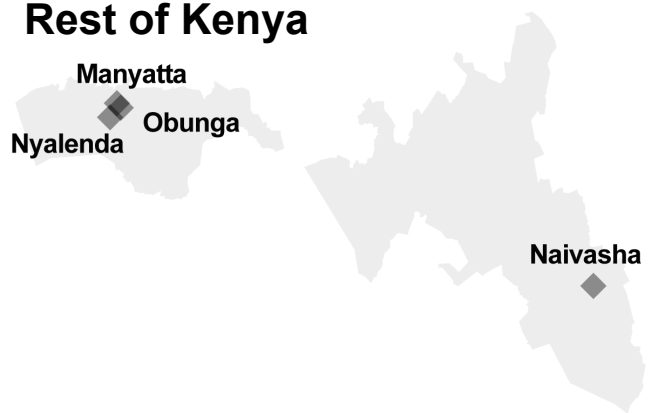 Rest of Kenya
Manyatta
Obunga
Nyalenda
Naivasha